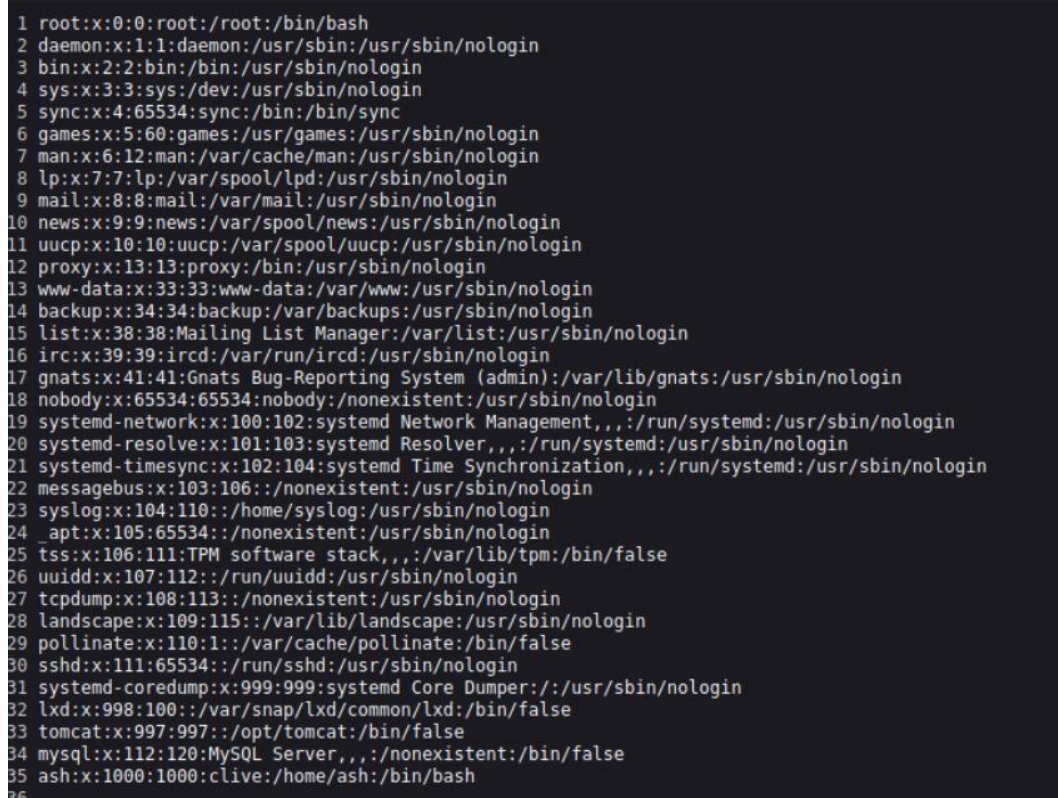 1 root:x:0:0:root:/root:/bin/bash
2 daemon:x:1:1:daemon:/usr/sbin:/usr/sbin/nologin
3 bin:x:2:2:bin:/bin:/usr/sbin/nologin
4 sys:x:3:3:sys:/dev:/usr/sbin/nologin
5 sync:x:4:65534:sync:/bin:/bin/sync
6 games:x:5:60:games:/usr/games:/usr/sbin/nologin
7 man:x:6:12:man:/var/cache/man:/usr/sbin/nologin
8 lp:x:7:7:lp:/var/spool/lpd:/usr/sbin/nologin
9 mail:x:8:8:mail:/var/mail:/usr/sbin/nologin
10 news:x:9:9:news:/var/spool/news:/usr/sbin/nologin
11 uucp:x:10:10:uucp:/var/spool/uucp:/usr/sbin/nologin
12 proxy:x:13:13:proxy:/bin:/usr/sbin/nologin
13 www-data:x:33:33:www-data:/var/www:/usr/sbin/nologin
14 backup:x:34:34:backup:/var/backups:/usr/sbin/nologin
15 list:x:38:38:Mailing List Manager:/var/list:/usr/sbin/nologin
16 irc:x:39:39:ircd:/var/run/ircd:/usr/sbin/nologin
17 gnats:x:41:41:Gnats Bug-Reporting System (admin):/var/lib/gnats:/usr/sbin/nologin
18 nobody:x:65534:65534:nobody:/nonexistent:/usr/sbin/nologin
19 systemd-network:x:100:102:systemd Network Management,,,:/run/systemd:/usr/sbin/nologin
20 systemd-resolve:x:101:103:systemd Resolver,,,:/run/systemd:/usr/sbin/nologin
21 systemd-timesync:x:102:104:systemd Time Synchronization,,,:/run/systemd:/usr/sbin/nologin
22 messagebus:x:103:106::/nonexistent:/usr/sbin/nologin
23 syslog:x:104:110::/home/syslog:/usr/sbin/nologin
24 _apt:x:105:65534::/nonexistent:/usr/sbin/nologin
25 tss:x:106:111:TPM software stack,,,:/var/lib/tpm:/bin/false
26 uuidd:x:107:112::/run/uuidd:/usr/sbin/nologin
27 tcpdump:x:108:113::/nonexistent:/usr/sbin/nologin
28 landscape:x:109:115::/var/lib/landscape:/usr/sbin/nologin
29 pollinate:x:110:1::/var/cache/pollinate:/bin/false
30 sshd:x:111:65534::/run/sshd:/usr/sbin/nologin
31 systemd-coredump:x:999:999:systemd Core Dumper:/:/usr/sbin/nologin
32 lxd:x:998:100::/var/snap/lxd/common/lxd:/bin/false
33 tomcat:x:997:997::/opt/tomcat:/bin/false
34 mysql:x:112:120:MySQL Server,,,:/nonexistent:/bin/false
35 ash:x:1000:1000:clive:/home/ash:/bin/bash